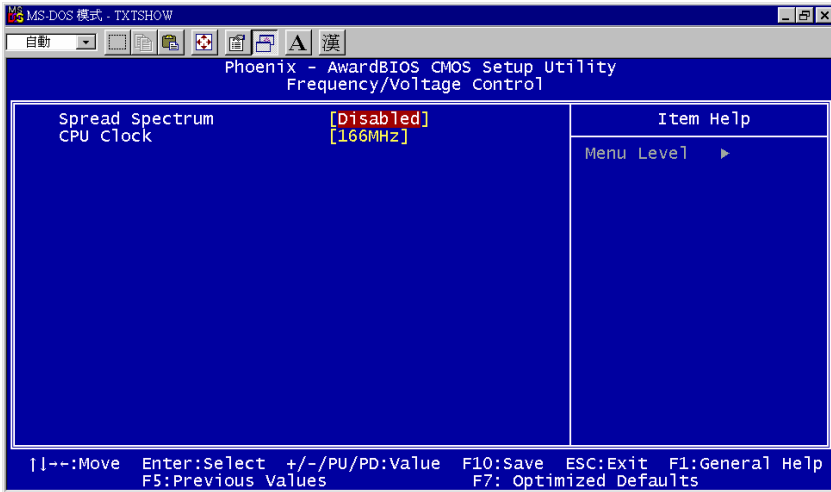 MS-DOS 模式 - TXTSHOW
自動 A 漢
Phoenix - AwardBIOS CMOS Setup Utility
Frequency/Voltage Control
Spread Spectrum [Disabled]
CPU Clock [166MHz]
Item Help
Menu Level ►
↑↓→←:Move Enter:Select +/-/PU/PD:Value F10:Save ESC:Exit F1:General Help
F5:Previous Values F7: Optimized Defaults